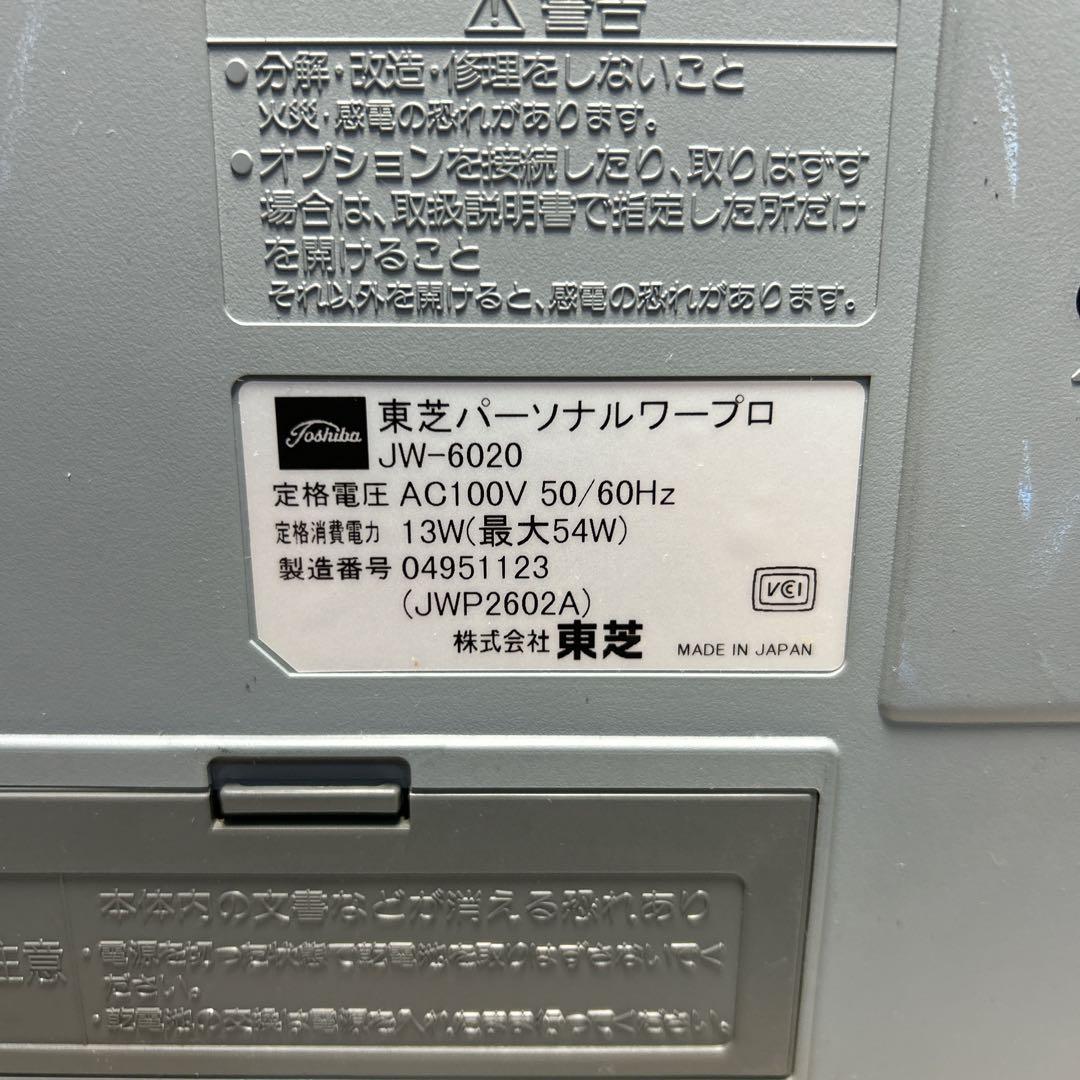 警告
●分解・改造・修理をしないこと
火災・感電の恐れがあります。
●オプションを接続したり、取りはずす
場合は、取扱説明書で指定した所だけ
を開けること
それ以外を開けると、感電の恐れがあります。
Toshiba
東芝パーソナルワープロ
JW-6020
定格電圧 AC100V 50/60Hz
定格消費電力 13W(最大54W)
製造番号 04951123
(JWP2602A)
VCI
株式会社 東芝 MADE IN JAPAN
本体内の文書などが消える恐れあり
注意
・電源を切った状態で乾電池を取りはずさないでく
ださい。
・乾電池の交換は電源を入れた状態で行ってください。